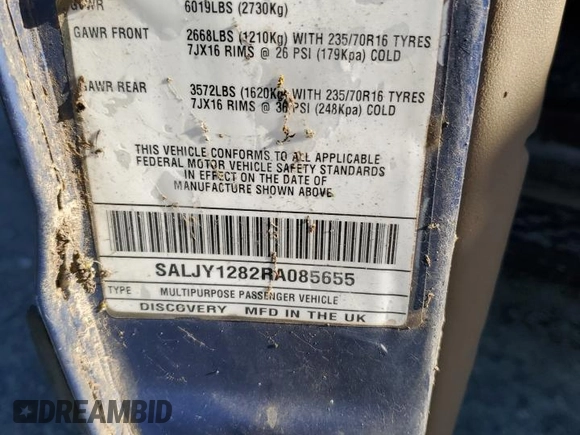 GVWR 6019LBS (2730Kg)
GAWR FRONT 2668LBS (1210Kg) WITH 235/70R16 TYRES
7JX16 RIMS @ 26 PSI (179Kpa) COLD
GAWR REAR 3572LBS (1620Kg) WITH 235/70R16 TYRES
7JX16 RIMS @ 36 PSI (248Kpa) COLD
THIS VEHICLE CONFORMS TO ALL APPLICABLE
FEDERAL MOTOR VEHICLE SAFETY STANDARDS
IN EFFECT ON THE DATE OF
MANUFACTURE SHOWN ABOVE
SALJY1282RA085655
TYPE MULTIPURPOSE PASSENGER VEHICLE
DISCOVERY MFD IN THE UK
DREAMBID